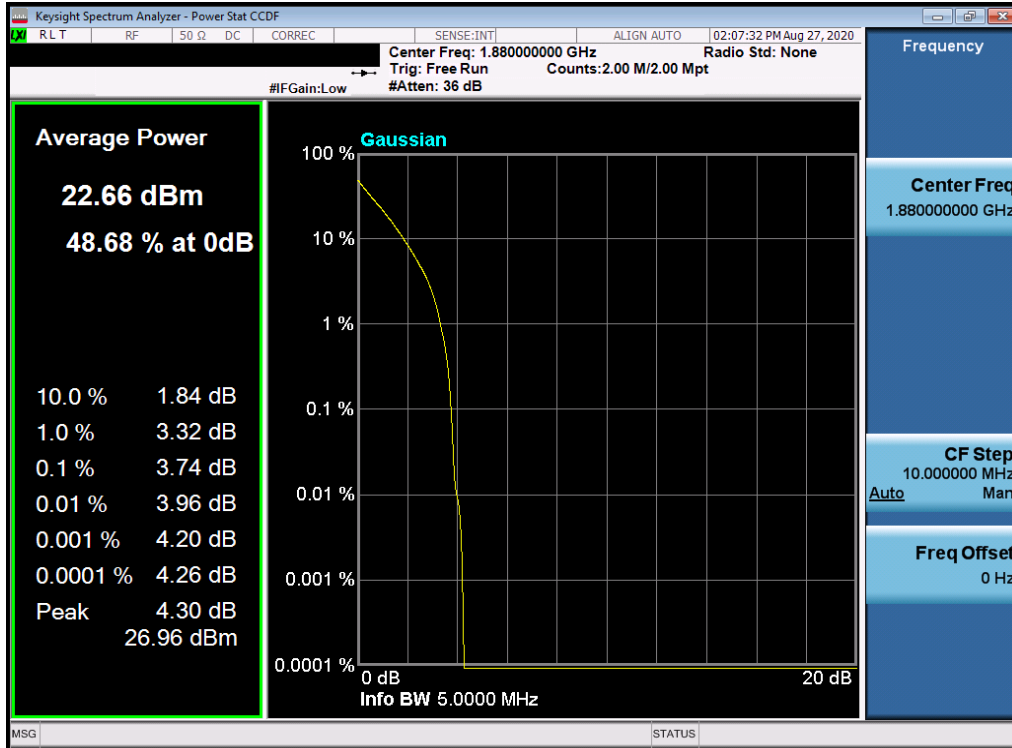 Keysight Spectrum Analyzer - Power Stat CCDF
LXI RLT RF 50 Ω DC CORREC SENSE:INT ALIGN AUTO 02:07:32 PM Aug 27, 2020
Center Freq: 1.880000000 GHz Radio Std: None
Trig: Free Run Counts:2.00 M/2.00 Mpt
#IFGain:Low #Atten: 36 dB
Average Power
22.66 dBm
48.68 % at 0dB
10.0 % 1.84 dB
1.0 % 3.32 dB
0.1 % 3.74 dB
0.01 % 3.96 dB
0.001 % 4.20 dB
0.0001 % 4.26 dB
Peak 4.30 dB
26.96 dBm
Gaussian
100 %
10 %
1 %
0.1 %
0.01 %
0.001 %
0.0001 %
0 dB 20 dB
Info BW 5.0000 MHz
Frequency
Center Freq
1.880000000 GHz
CF Step
10.000000 MHz
Auto Man
Freq Offset
0 Hz
MSG STATUS